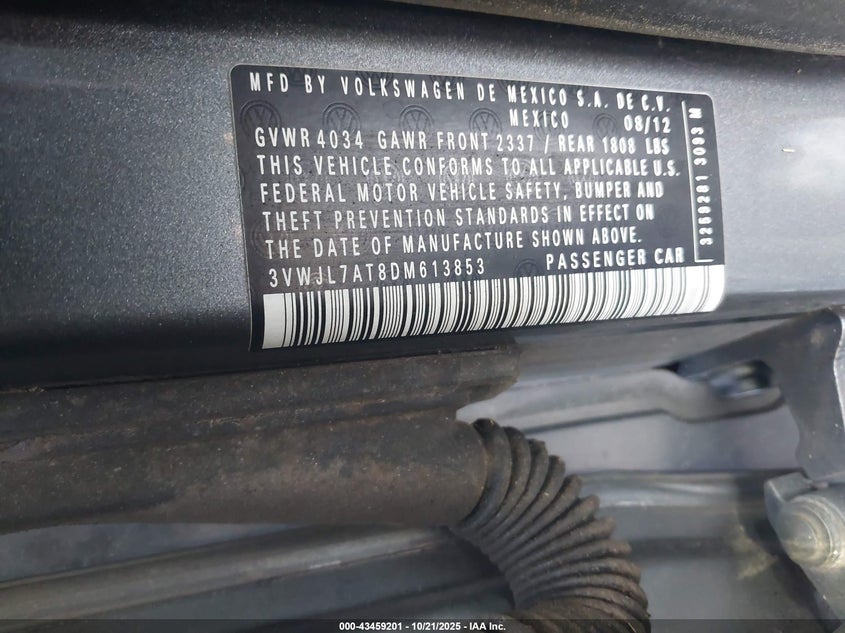 MFD BY VOLKSWAGEN DE MEXICO S.A. DE C.V.
MEXICO 08/12
GVWR 4034 GAWR FRONT 2337 / REAR 1808 LBS
THIS VEHICLE CONFORMS TO ALL APPLICABLE U.S.
FEDERAL MOTOR VEHICLE SAFETY, BUMPER AND
THEFT PREVENTION STANDARDS IN EFFECT ON
THE DATE OF MANUFACTURE SHOWN ABOVE.
3VWJL7AT8DM613853 PASSENGER CAR
3269281 3093 M
000-43459201 - 10/21/2025 - IAA Inc.